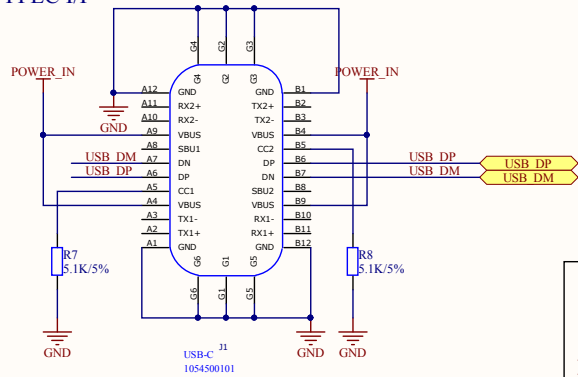 G4
G2
G3
POWER_IN
POWER_IN
G4
G2
G3
A12
GND
GND
B1
A11
RX2+
TX2+
B2
A10
RX2-
TX2-
B3
GND
A9
VBUS
VBUS
B4
A8
SBU1
CC2
B5
USB_DM
A7
DN
DP
B6
USB_DP
USB_DP
USB_DP
A6
DP
DN
B7
USB_DM
USB_DM
A5
CC1
SBU2
B8
A4
VBUS
VBUS
B9
A3
TX1-
RX1-
B10
A2
TX1+
RX1+
B11
A1
GND
GND
B12
R7
5.1K/5%
R8
5.1K/5%
G6
G1
G5
G6
G1
G5
GND
GND
GND
J1
USB-C
1054500101